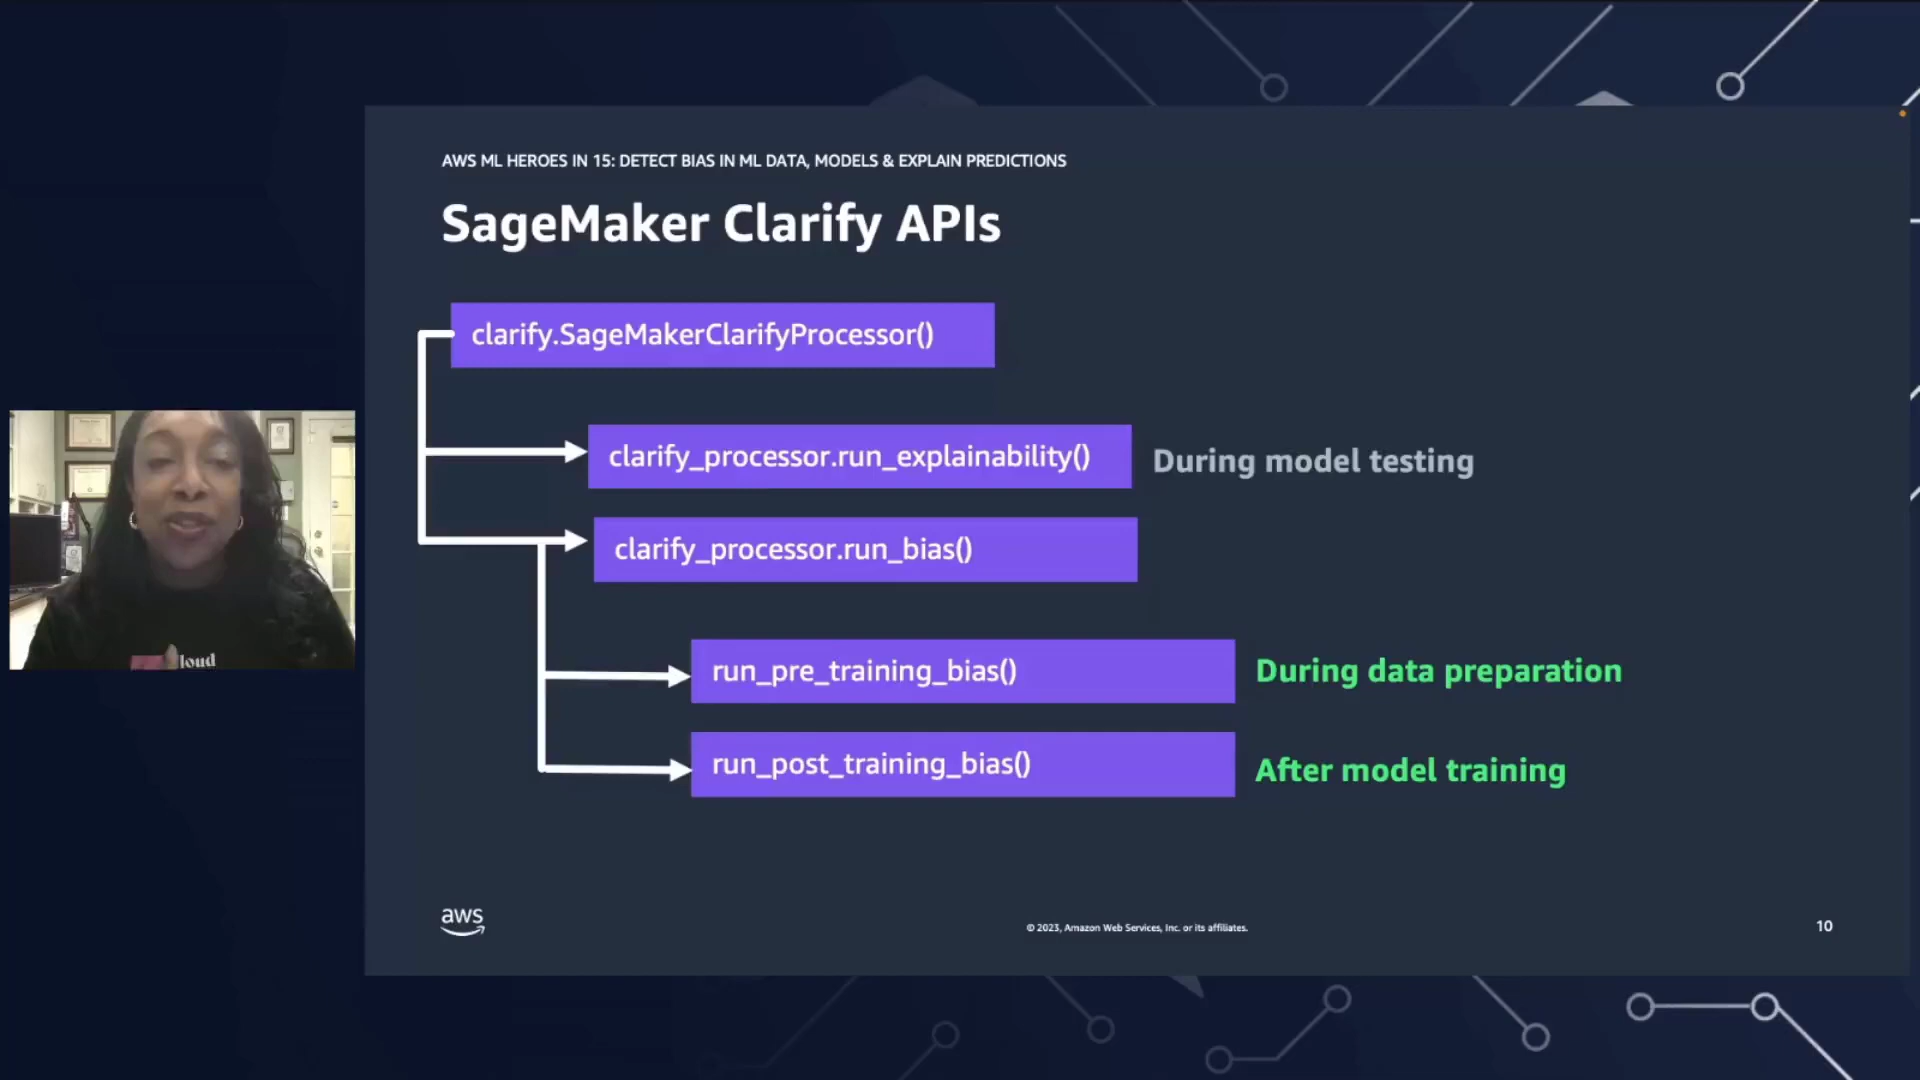 AWS ML HEROES IN 15: DETECT BIAS IN ML DATA, MODELS & EXPLAIN PREDICTIONS
SageMaker Clarify APIs
clarify.SageMakerClarifyProcessor()
clarify_processor.run_explainability()
During model testing
clarify_processor.run_bias()
run_pre_training_bias()
During data preparation
run_post_training_bias()
After model training
loud
aws
© 2023, Amazon Web Services, Inc. or its affiliates.
10